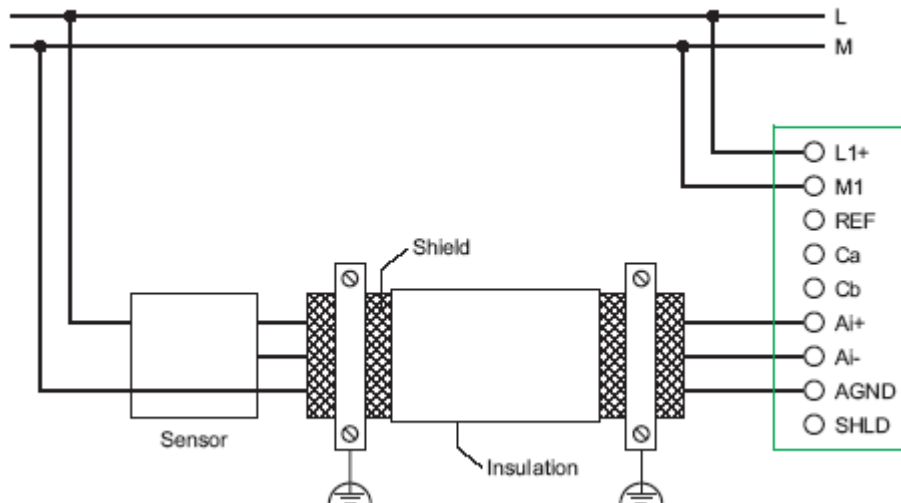 L
M
L1+
M1
REF
Ca
Cb
Ai+
Ai-
AGND
SHLD
Shield
Sensor
Insulation